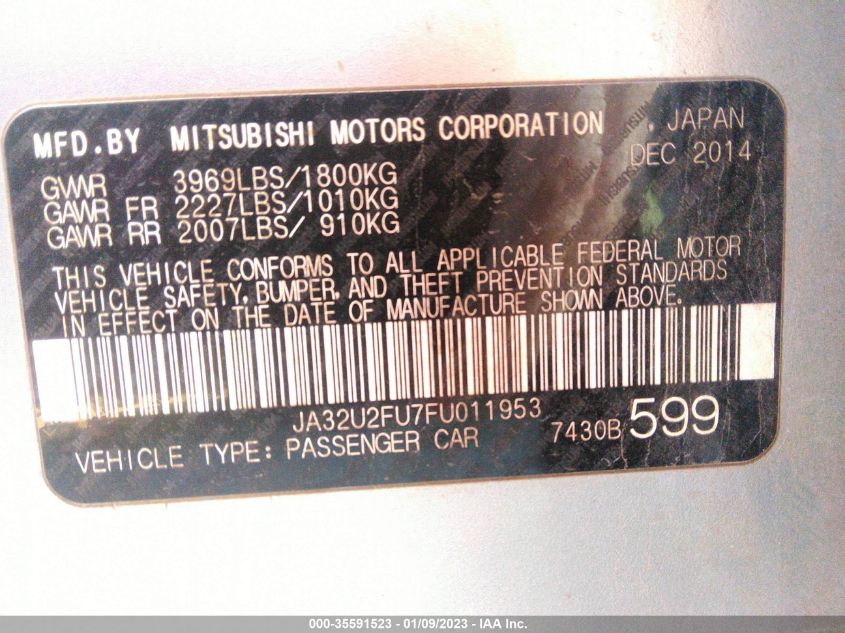 MFD.BY MITSUBISHI MOTORS CORPORATION , JAPAN
DEC 2014
GVWR 3969LBS/1800KG
GAWR FR 2227LBS/1010KG
GAWR RR 2007LBS/ 910KG
THIS VEHICLE CONFORMS TO ALL APPLICABLE FEDERAL MOTOR
VEHICLE SAFETY, BUMPER, AND THEFT PREVENTION STANDARDS
IN EFFECT ON THE DATE OF MANUFACTURE SHOWN ABOVE.
JA32U2FU7FU011953
VEHICLE TYPE: PASSENGER CAR 7430B 599
000-35591523 - 01/09/2023 - IAA Inc.